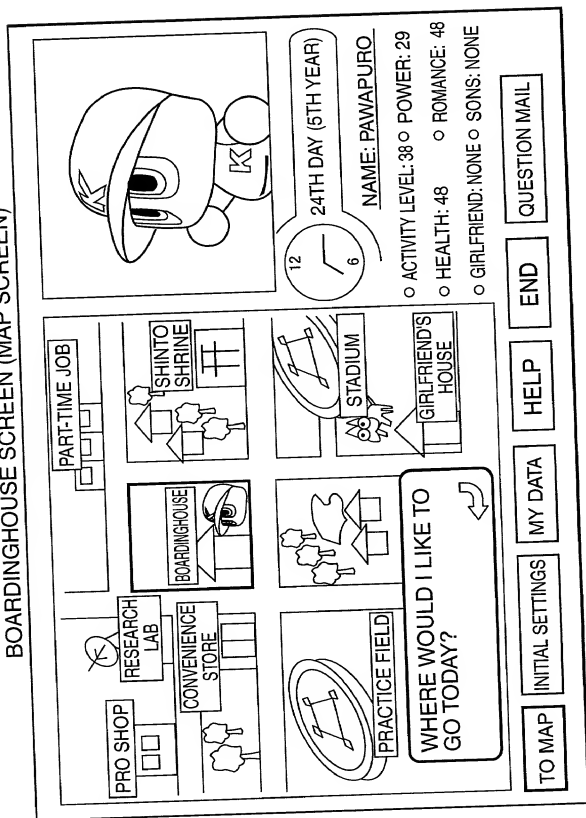 BOARDINGHOUSE SCREEN (MAP SCREEN)
PRO SHOP
RESEARCH
LAB
PART-TIME JOB
CONVENIENCE
STORE
BOARDINGHOUSE
SHINTO
SHRINE
PRACTICE FIELD
STADIUM
GIRLFRIEND'S
HOUSE
WHERE WOULD I LIKE TO
GO TODAY?
K
K
12
6
24TH DAY (5TH YEAR)
NAME: PAWAPURO
○ ACTIVITY LEVEL: 38 ○ POWER: 29
○ HEALTH: 48 ○ ROMANCE: 48
○ GIRLFRIEND: NONE ○ SONS: NONE
TO MAP INITIAL SETTINGS MY DATA HELP END QUESTION MAIL